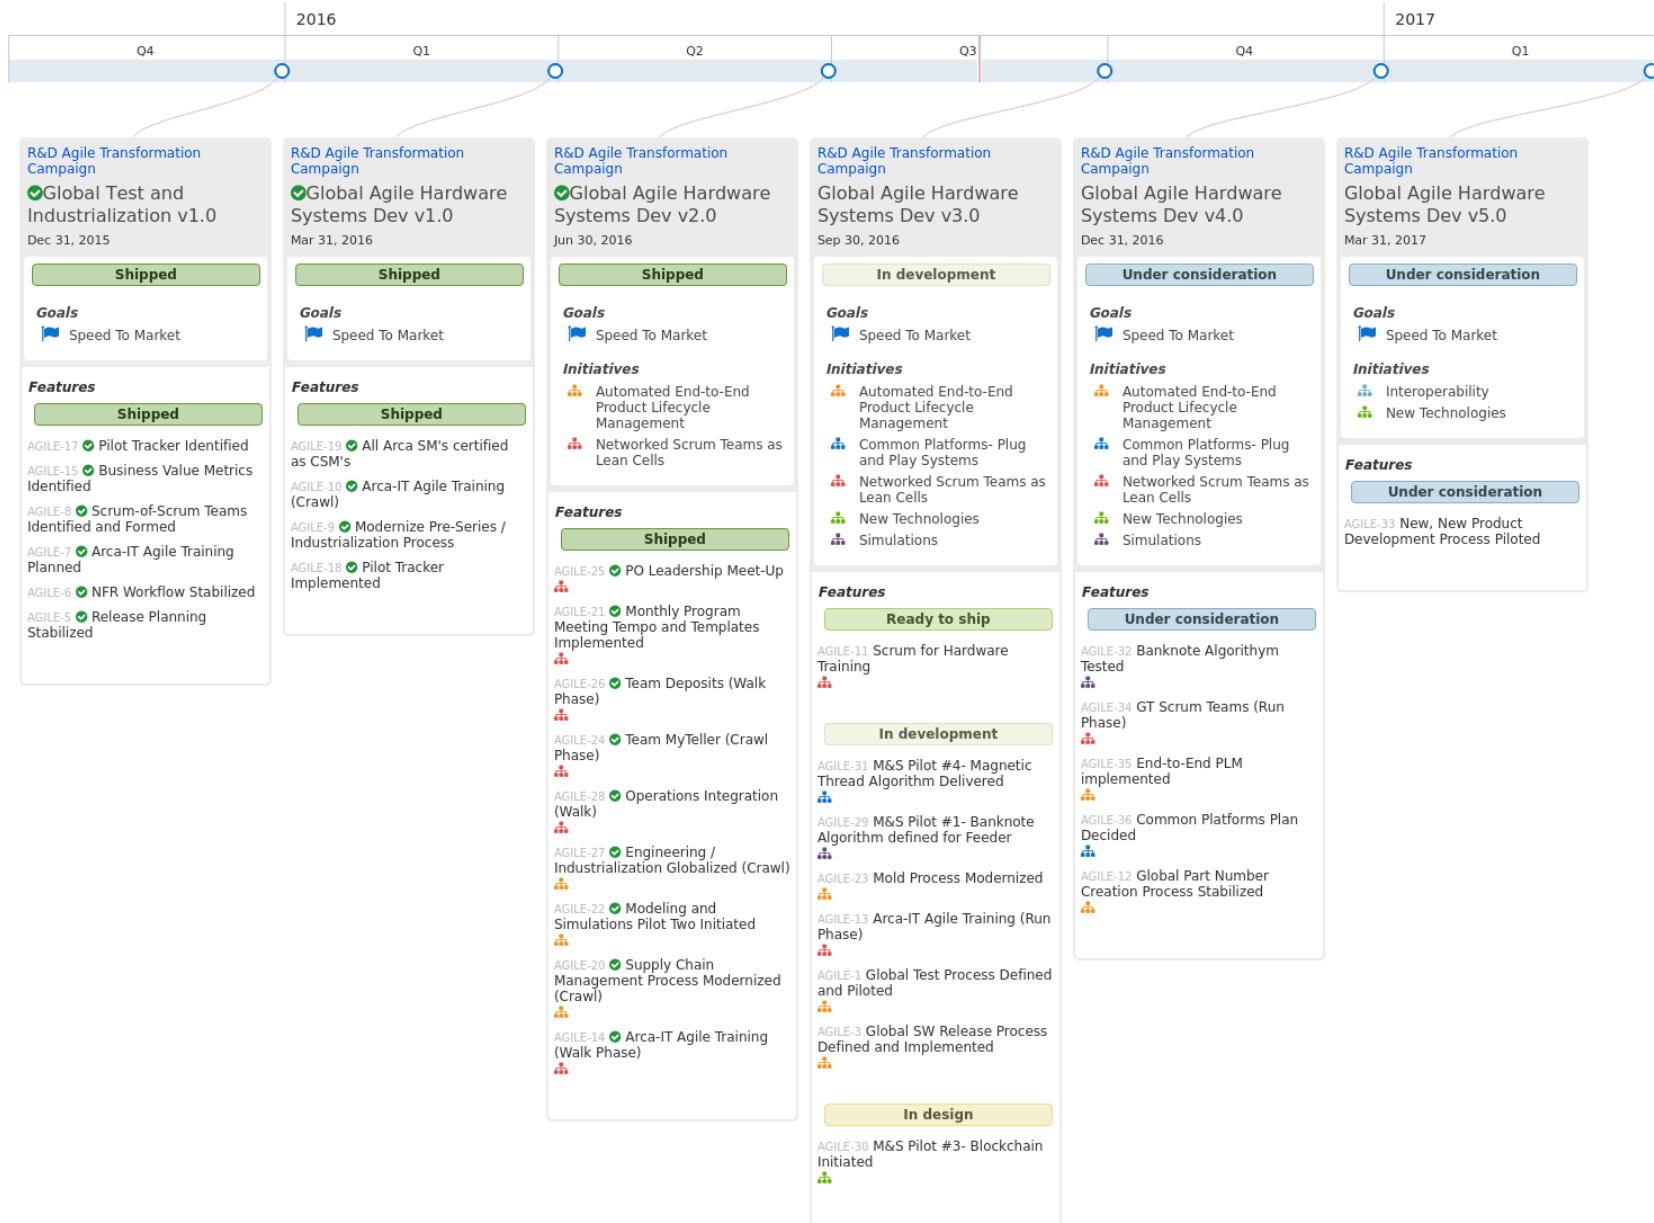 2016
2017
Q4
Q1
Q2
Q3
Q4
Q1
R&D Agile Transformation
Campaign
Global Test and
Industrialization v1.0
Dec 31, 2015
Shipped
Goals
Speed To Market
Features
Shipped
AGILE-17 Pilot Tracker Identified
AGILE-15 Business Value Metrics
Identified
AGILE-8 Scrum-of-Scrum Teams
Identified and Formed
AGILE-7 Arca-IT Agile Training
Planned
AGILE-6 NFR Workflow Stabilized
AGILE-5 Release Planning
Stabilized
R&D Agile Transformation
Campaign
Global Agile Hardware
Systems Dev v1.0
Mar 31, 2016
Shipped
Goals
Speed To Market
Features
Shipped
AGILE-19 All Arca SM's certified
as CSM's
AGILE-10 Arca-IT Agile Training
(Crawl)
AGILE-9 Modernize Pre-Series /
Industrialization Process
AGILE-18 Pilot Tracker
Implemented
R&D Agile Transformation
Campaign
Global Agile Hardware
Systems Dev v2.0
Jun 30, 2016
Shipped
Goals
Speed To Market
Initiatives
Automated End-to-End
Product Lifecycle
Management
Networked Scrum Teams as
Lean Cells
Features
Shipped
AGILE-25 PO Leadership Meet-Up
AGILE-21 Monthly Program
Meeting Tempo and Templates
Implemented
AGILE-26 Team Deposits (Walk
Phase)
AGILE-24 Team MyTeller (Crawl
Phase)
AGILE-28 Operations Integration
(Walk)
AGILE-27 Engineering /
Industrialization Globalized (Crawl)
AGILE-22 Modeling and
Simulations Pilot Two Initiated
AGILE-20 Supply Chain
Management Process Modernized
(Crawl)
AGILE-14 Arca-IT Agile Training
(Walk Phase)
R&D Agile Transformation
Campaign
Global Agile Hardware
Systems Dev v3.0
Sep 30, 2016
In development
Goals
Speed To Market
Initiatives
Automated End-to-End
Product Lifecycle
Management
Common Platforms- Plug
and Play Systems
Networked Scrum Teams as
Lean Cells
New Technologies
Simulations
Features
Ready to ship
AGILE-11 Scrum for Hardware
Training
In development
AGILE-31 M&S Pilot #4- Magnetic
Thread Algorithm Delivered
AGILE-29 M&S Pilot #1- Banknote
Algorithm defined for Feeder
AGILE-23 Mold Process Modernized
AGILE-13 Arca-IT Agile Training (Run
Phase)
AGILE-1 Global Test Process Defined
and Piloted
AGILE-3 Global SW Release Process
Defined and Implemented
In design
AGILE-30 M&S Pilot #3- Blockchain
Initiated
R&D Agile Transformation
Campaign
Global Agile Hardware
Systems Dev v4.0
Dec 31, 2016
Under consideration
Goals
Speed To Market
Initiatives
Automated End-to-End
Product Lifecycle
Management
Common Platforms- Plug
and Play Systems
Networked Scrum Teams as
Lean Cells
New Technologies
Simulations
Features
Under consideration
AGILE-32 Banknote Algorithym
Tested
AGILE-34 GT Scrum Teams (Run
Phase)
AGILE-35 End-to-End PLM
implemented
AGILE-36 Common Platforms Plan
Decided
AGILE-12 Global Part Number
Creation Process Stabilized
R&D Agile Transformation
Campaign
Global Agile Hardware
Systems Dev v5.0
Mar 31, 2017
Under consideration
Goals
Speed To Market
Initiatives
Interoperability
New Technologies
Features
Under consideration
AGILE-33 New, New Product
Development Process Piloted